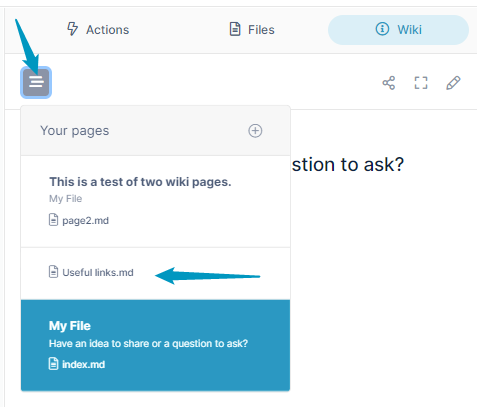 Actions
Files
Wiki
Your pages
stion to ask?
This is a test of two wiki pages.
My File
page2.md
Useful links.md
My File
Have an idea to share or a question to ask?
index.md